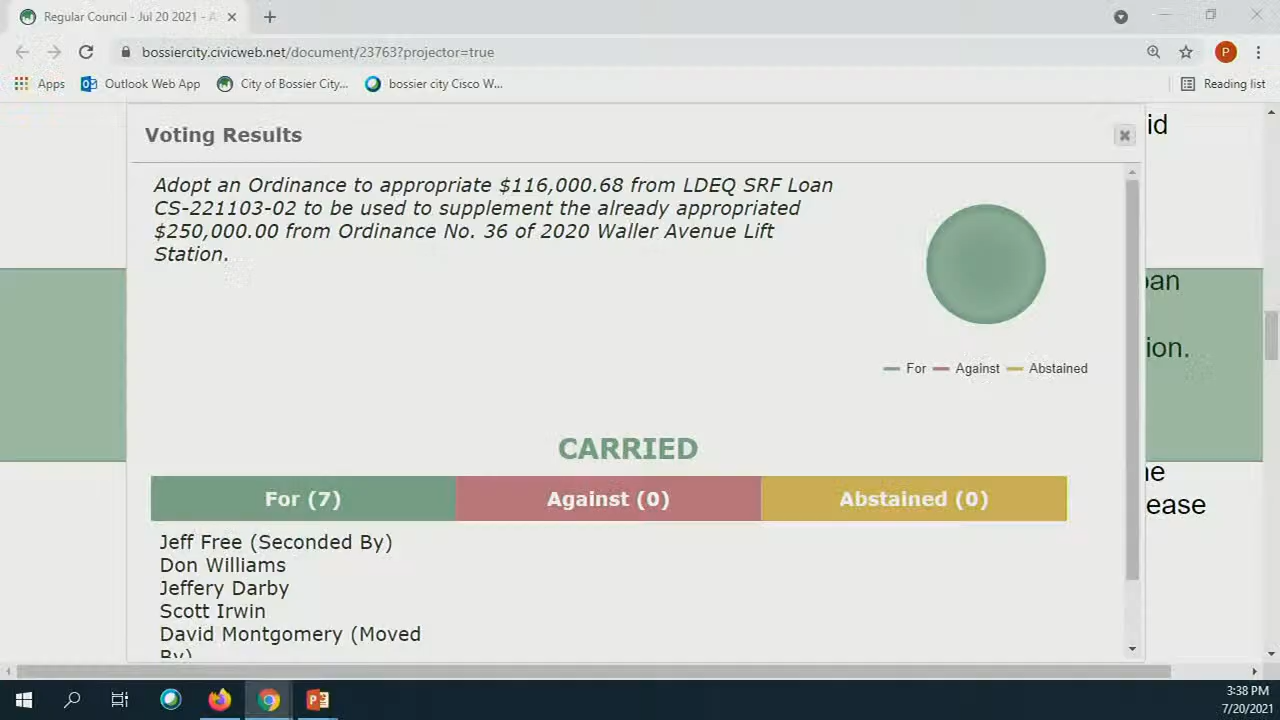 Regular Council - Jul 20 2021 - A
bossiercity.civicweb.net/document/23763?projector=true
P
Apps
Outlook Web App
City of Bossier City...
bossier city Cisco W...
Reading list
Voting Results
id
Adopt an Ordinance to appropriate $116,000.68 from LDEQ SRF Loan
CS-221103-02 to be used to supplement the already appropriated
$250,000.00 from Ordinance No. 36 of 2020 Waller Avenue Lift
Station.
oan
ion.
For
Against
Abstained
CARRIED
ne
For (7)
Against (0)
Abstained (0)
ease
Jeff Free (Seconded By)
Don Williams
Jeffery Darby
Scott Irwin
David Montgomery (Moved
By)
3:38 PM
7/20/2021